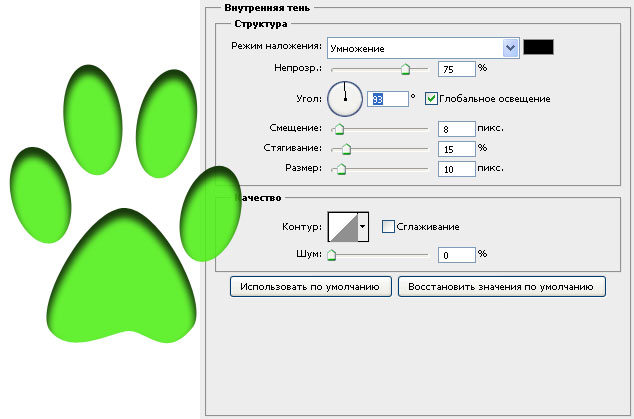 Внутренняя тень
Структура
Режим наложения: Умножение
Непрозр.: 75 %
Угол: 93 ° Глобальное освещение
Смещение: 8 пикс.
Стягивание: 15 %
Размер: 10 пикс.
Качество
Контур: Сглаживание
Шум: 0 %
Использовать по умолчанию Восстановить значения по умолчанию